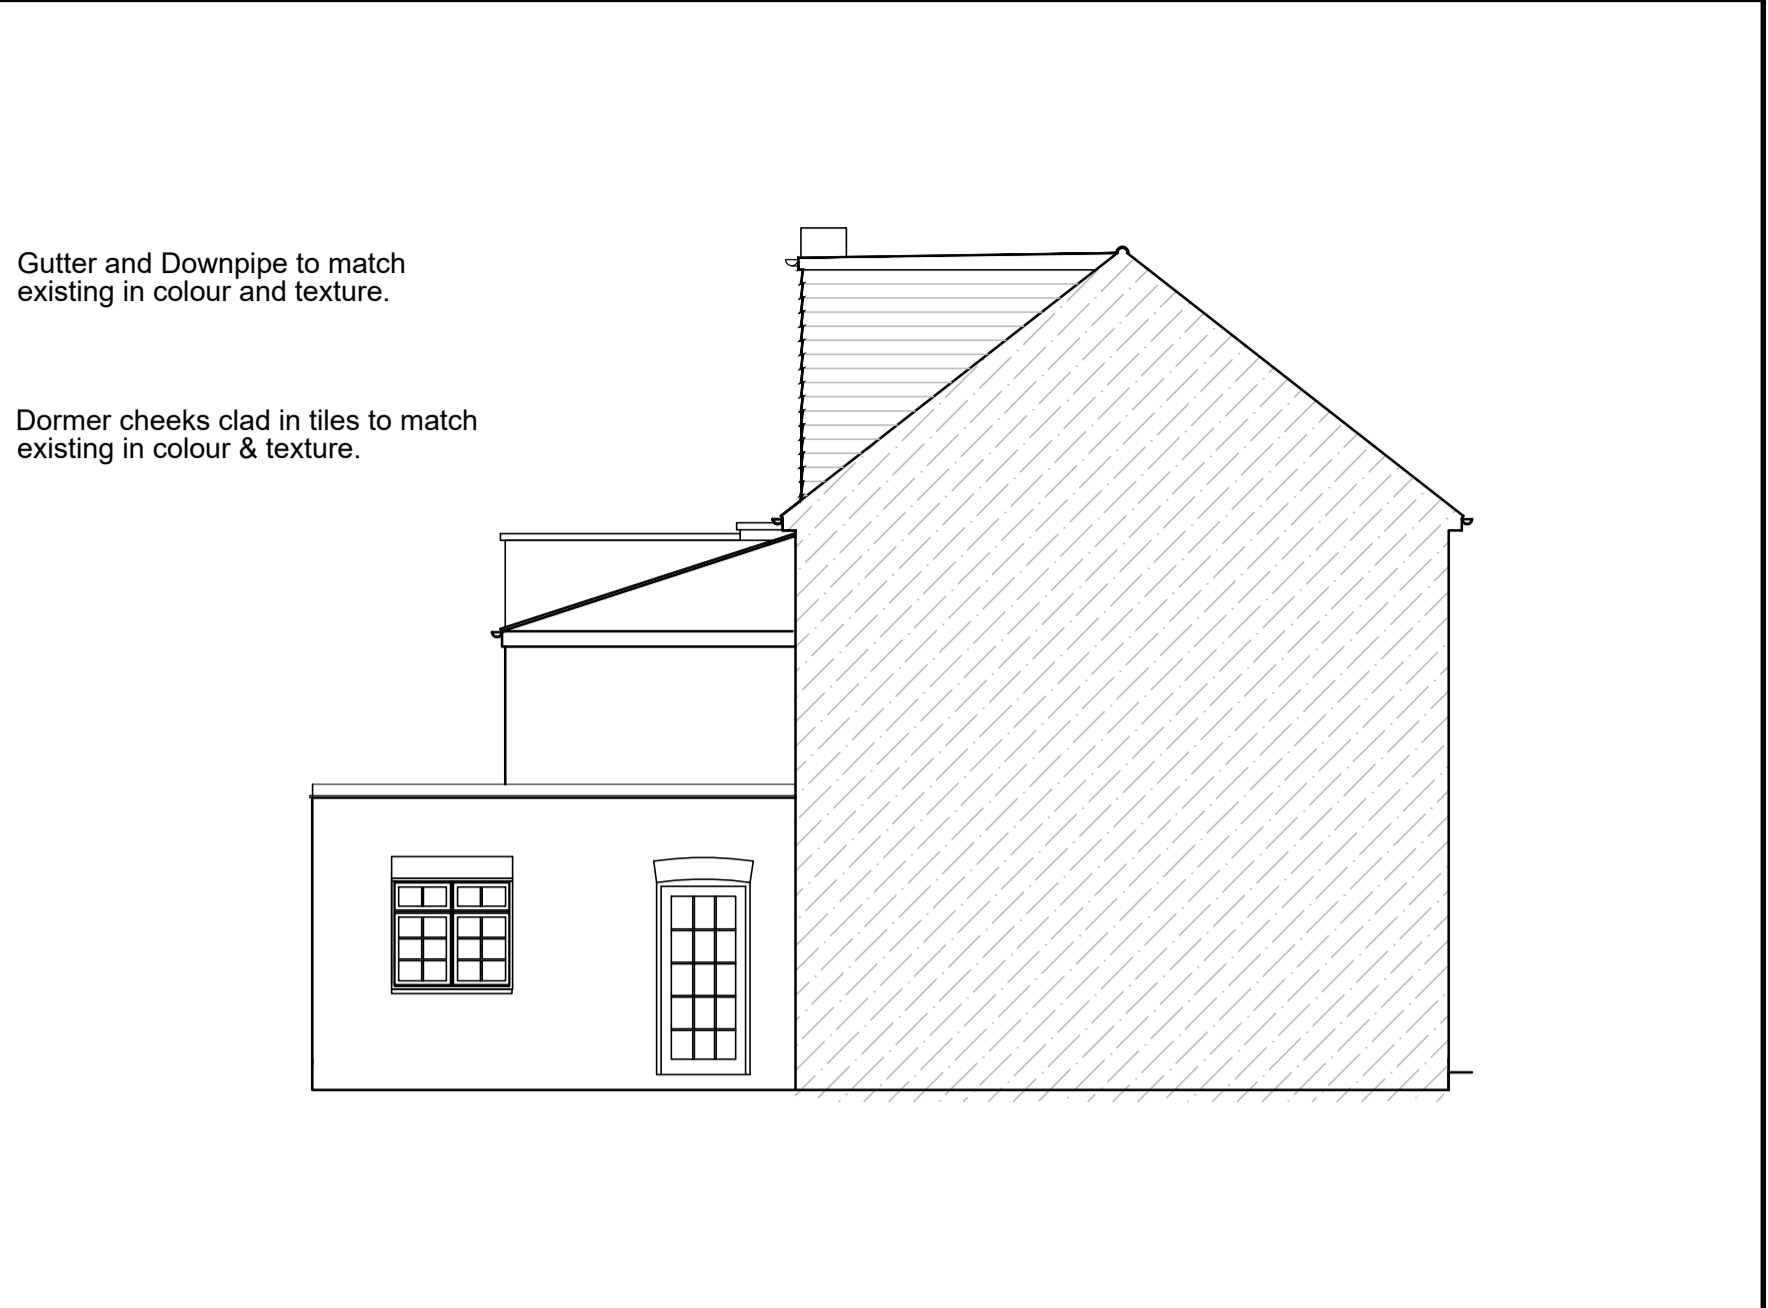 Gutter and Downpipe to match
existing in colour and texture.
Dormer cheeks clad in tiles to match
existing in colour & texture.